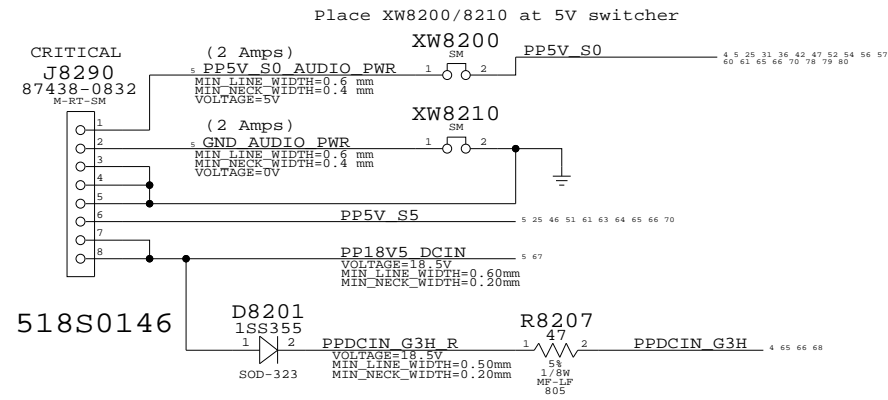 Place XW8200/8210 at 5V switcher
CRITICAL
J8290
87438-0832
M-RT-SM
1
2
3
4
5
6
7
8
518S0146
(2 Amps)
5 PP5V_S0_AUDIO_PWR
MIN_LINE_WIDTH=0.6 mm
MIN_NECK_WIDTH=0.4 mm
VOLTAGE=5V
XW8200
SM
1 2
PP5V_S0
4 5 25 31 36 42 47 52 54 56 57
60 61 65 66 70 78 79 80
(2 Amps)
5 GND_AUDIO_PWR
MIN_LINE_WIDTH=0.6 mm
MIN_NECK_WIDTH=0.4 mm
VOLTAGE=0V
XW8210
SM
1 2
PP5V_S5
5 25 46 51 61 63 64 65 66 70
PP18V5_DCIN
5 67
VOLTAGE=18.5V
MIN_LINE_WIDTH=0.60mm
MIN_NECK_WIDTH=0.20mm
D8201
1SS355
1 2
SOD-323
PPDCIN_G3H_R
VOLTAGE=18.5V
MIN_LINE_WIDTH=0.50mm
MIN_NECK_WIDTH=0.20mm
R8207
47
1 2
5%
1/8W
MF-LF
805
PPDCIN_G3H
4 65 66 68